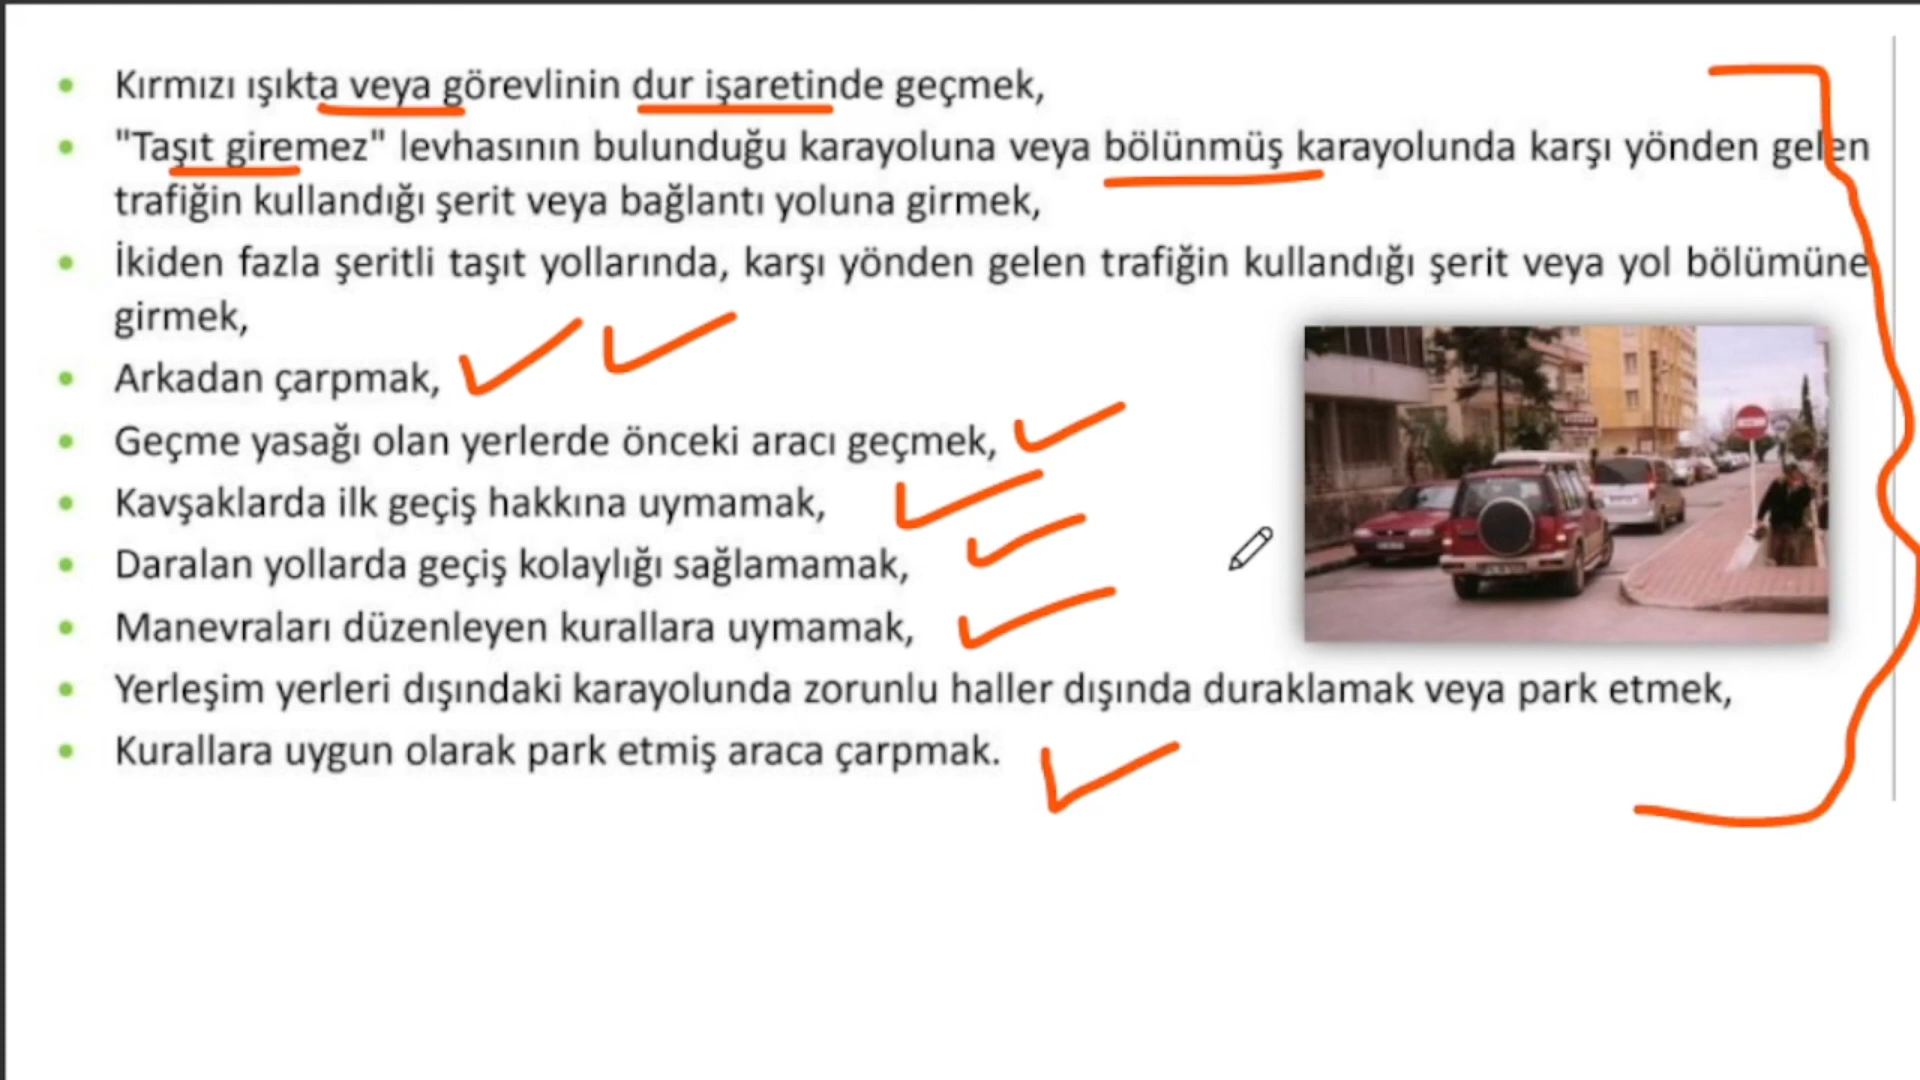 Kırmızı ışıkta veya görevlinin dur işaretinde geçmek,
"Taşıt giremez" levhasının bulunduğu karayoluna veya bölünmüş karayolunda karşı yönden gelen
trafiğin kullandığı şerit veya bağlantı yoluna girmek,
İkiden fazla şeritli taşıt yollarında, karşı yönden gelen trafiğin kullandığı şerit veya yol bölümüne
girmek,
Arkadan çarpmak,
Geçme yasağı olan yerlerde önceki aracı geçmek,
Kavşaklarda ilk geçiş hakkına uymamak,
Daralan yollarda geçiş kolaylığı sağlamamak,
Manevraları düzenleyen kurallara uymamak,
Yerleşim yerleri dışındaki karayolunda zorunlu haller dışında duraklamak veya park etmek,
Kurallara uygun olarak park etmiş araca çarpmak.